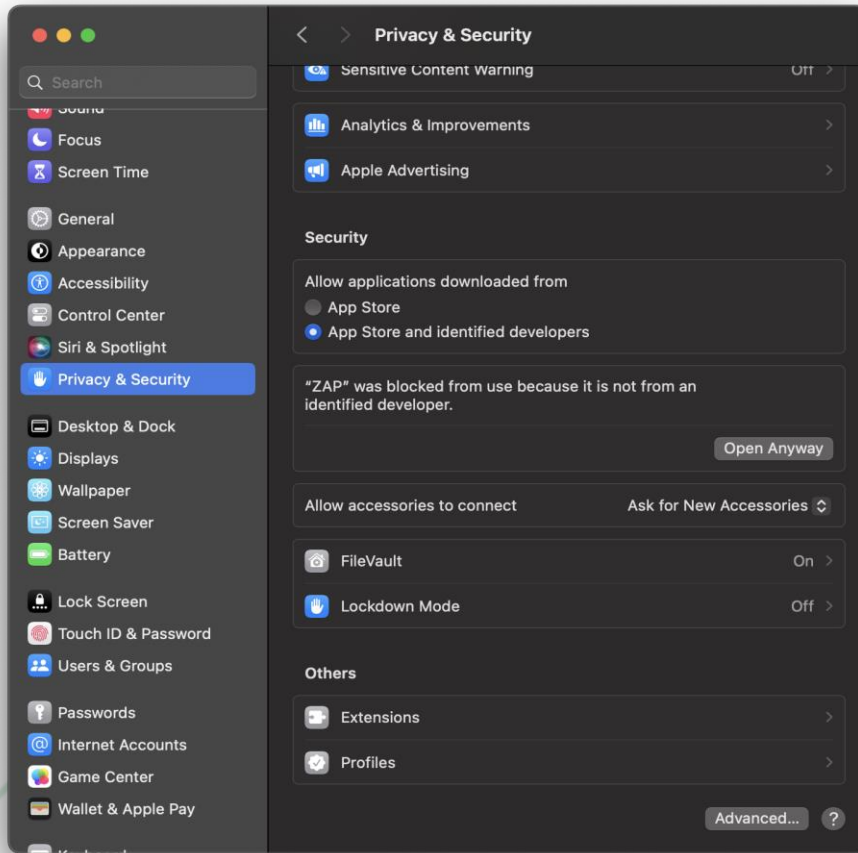 Search
Sound
Focus
Screen Time
General
Appearance
Accessibility
Control Center
Siri & Spotlight
Privacy & Security
Desktop & Dock
Displays
Wallpaper
Screen Saver
Battery
Lock Screen
Touch ID & Password
Users & Groups
Passwords
Internet Accounts
Game Center
Wallet & Apple Pay
Keyboard
Privacy & Security
Sensitive Content Warning Off
Analytics & Improvements
Apple Advertising
Security
Allow applications downloaded from
App Store
App Store and identified developers
“ZAP” was blocked from use because it is not from an
identified developer.
Open Anyway
Allow accessories to connect Ask for New Accessories
FileVault On
Lockdown Mode Off
Others
Extensions
Profiles
Advanced... ?